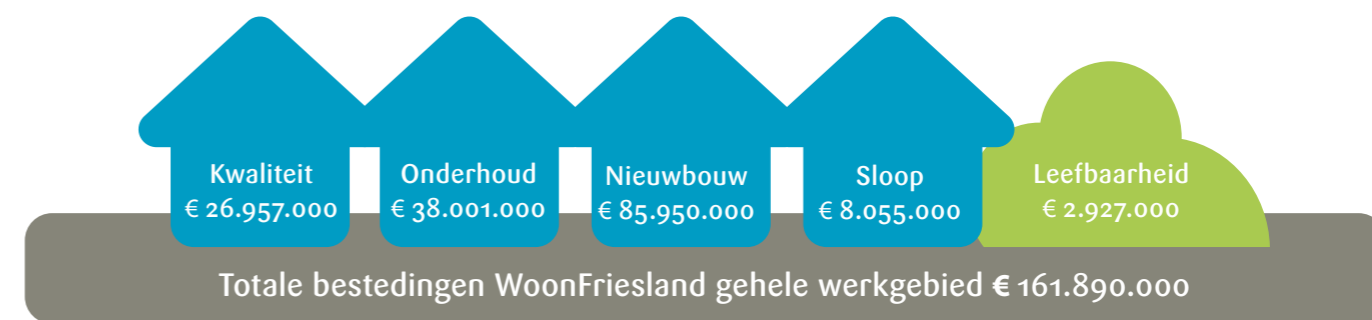 Kwaliteit
€ 26.957.000
Onderhoud
€ 38.001.000
Nieuwbouw
€ 85.950.000
Sloop
€ 8.055.000
Leefbaarheid
€ 2.927.000
Totale bestedingen WoonFriesland gehele werkgebied € 161.890.000